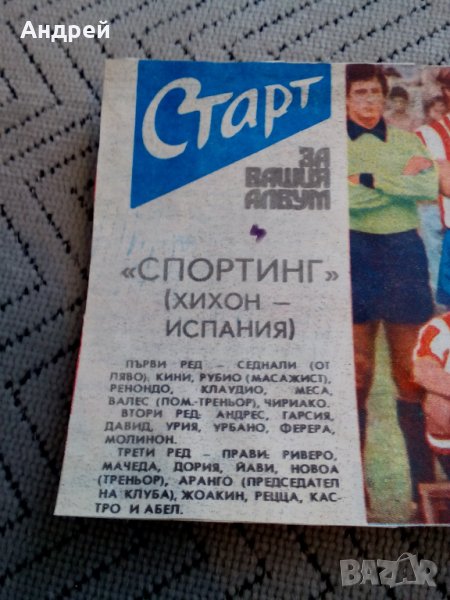 Андрей
Старт
ЗА
ВАШИЯ
АЛБУМ
«СПОРТИНГ»
(ХИХОН –
ИСПАНИЯ)
ПЪРВИ РЕД – СЕДНАЛИ (ОТ
ЛЯВО): КИНИ, РУБИО (МАСАЖИСТ),
РЕНОНДО, КЛАУДИО, МЕСА,
ВАЛЕС (ПОМ.-ТРЕНЬОР), ЧИРИАКО.
ВТОРИ РЕД: АНДРЕС, ГАРСИЯ,
ДАВИД, УРИЯ, УРБАНО, ФЕРЕРА,
МОЛИНОН.
ТРЕТИ РЕД – ПРАВИ: РИВЕРО,
МАЧЕДА, ДОРИЯ, ЙАВИ, НОВОА
(ТРЕНЬОР), АРАНГО (ПРЕДСЕДАТЕЛ
НА КЛУБА), ЖОАКИН, РЕЦЦА, КАС-
ТРО И АБЕЛ.
BAZAR